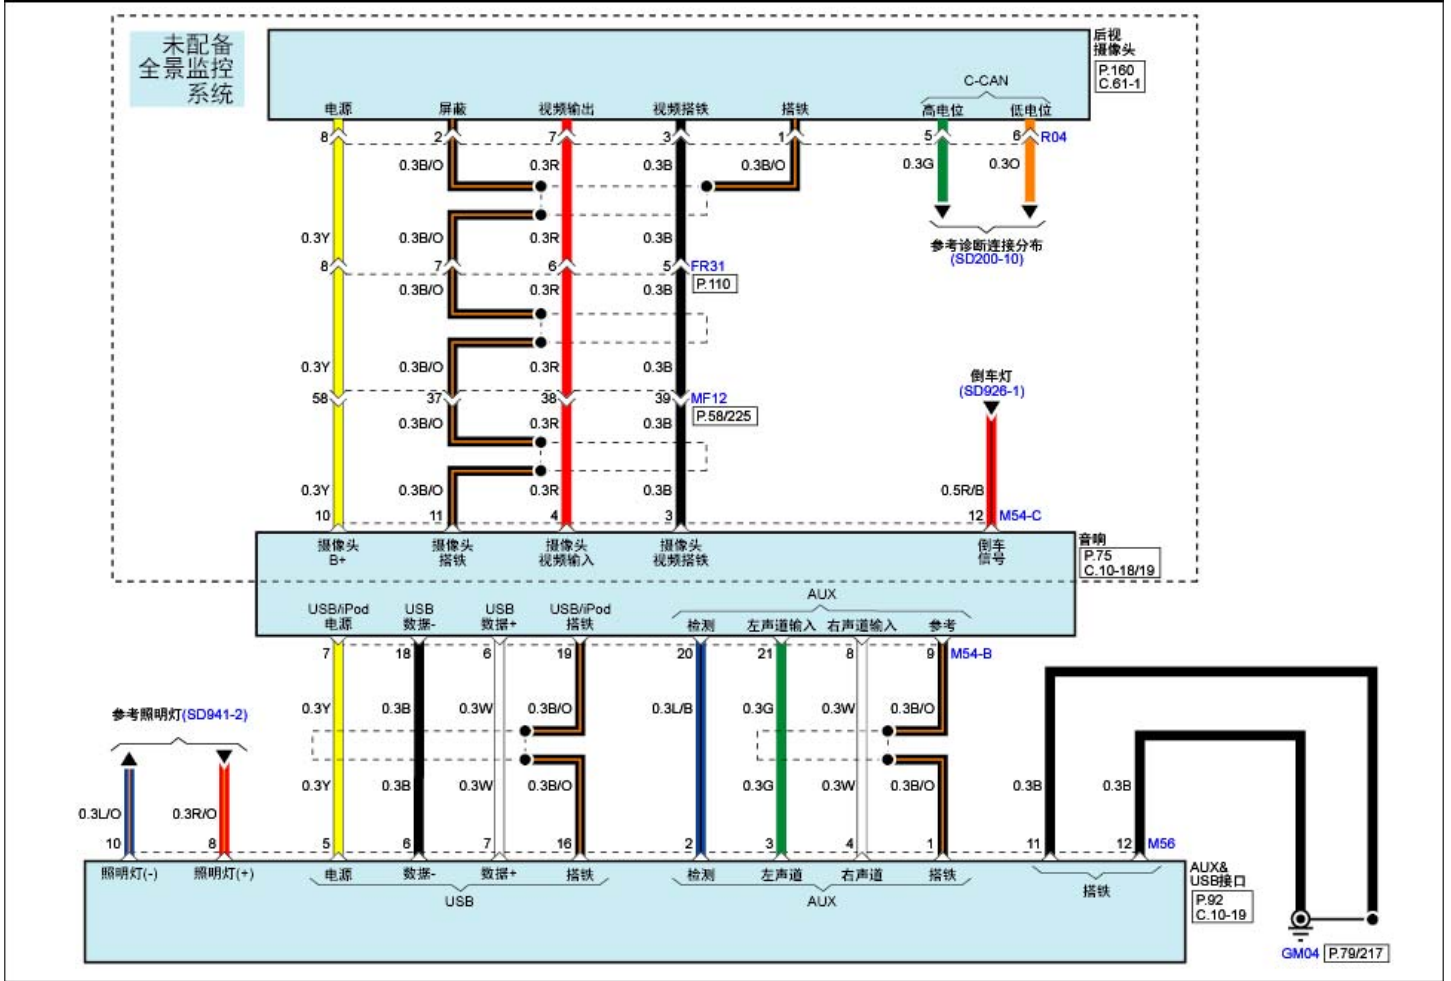 未配备
全景监控
系统
后视
摄像头
P.160
C.61-1
C-CAN
电源 屏蔽 视频输出 视频搭铁 搭铁 高电位 低电位
8 2 7 3 1 5 6 R04
0.3B/O 0.3R 0.3B 0.3B/O 0.3G 0.3O
0.3Y 0.3B/O 0.3R 0.3B
参考诊断连接分布
(SD200-10)
8 7 6 5 FR31
P.110
0.3B/O 0.3R 0.3B
0.3Y 0.3B/O 0.3R 0.3B
倒车灯
(SD926-1)
58 37 38 39 MF12
P.58/225
0.3B/O 0.3R 0.3B
0.3Y 0.3B/O 0.3R 0.3B 0.5R/B
10 11 4 3 12 M54-C
摄像头
B+
摄像头
搭铁
摄像头
视频输入
摄像头
视频搭铁
倒车
信号
音响
P.75
C.10-18/19
AUX
USB/iPod
电源
USB
数据-
USB
数据+
USB/iPod
搭铁
检测 左声道输入 右声道输入 参考
7 18 6 19 20 21 8 9 M54-B
0.3Y 0.3B 0.3W 0.3B/O 0.3L/B 0.3G 0.3W 0.3B/O
参考照明灯(SD941-2)
0.3Y 0.3B 0.3W 0.3B/O 0.3G 0.3W 0.3B/O 0.3B 0.3B
0.3L/O 0.3R/O
10 8 5 6 7 16 2 3 4 1 11 12 M56
照明灯(-) 照明灯(+) 电源 数据- 数据+ 搭铁 检测 左声道 右声道 搭铁
搭铁
USB AUX
AUX&
USB接口
P.92
C.10-19
GM04 P.79/217